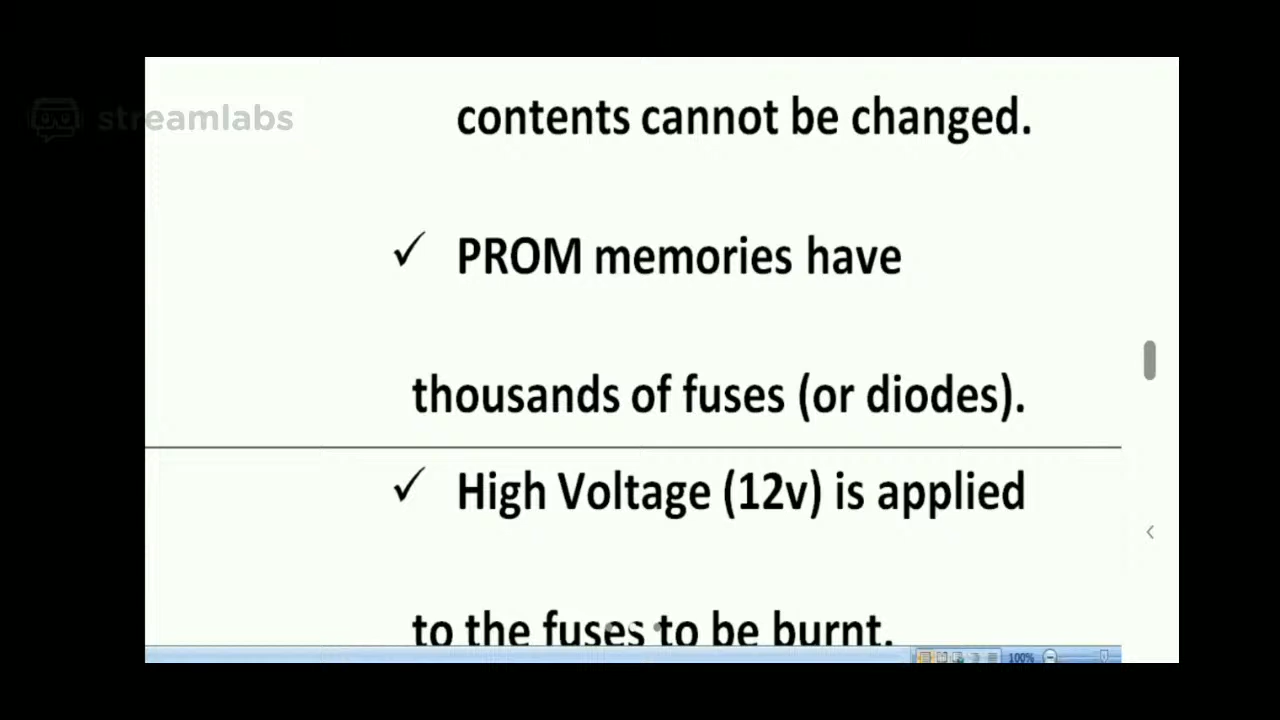 streamlabs
contents cannot be changed.
✓ PROM memories have
thousands of fuses (or diodes).
✓ High Voltage (12v) is applied
to the fuses to be burnt.
100%